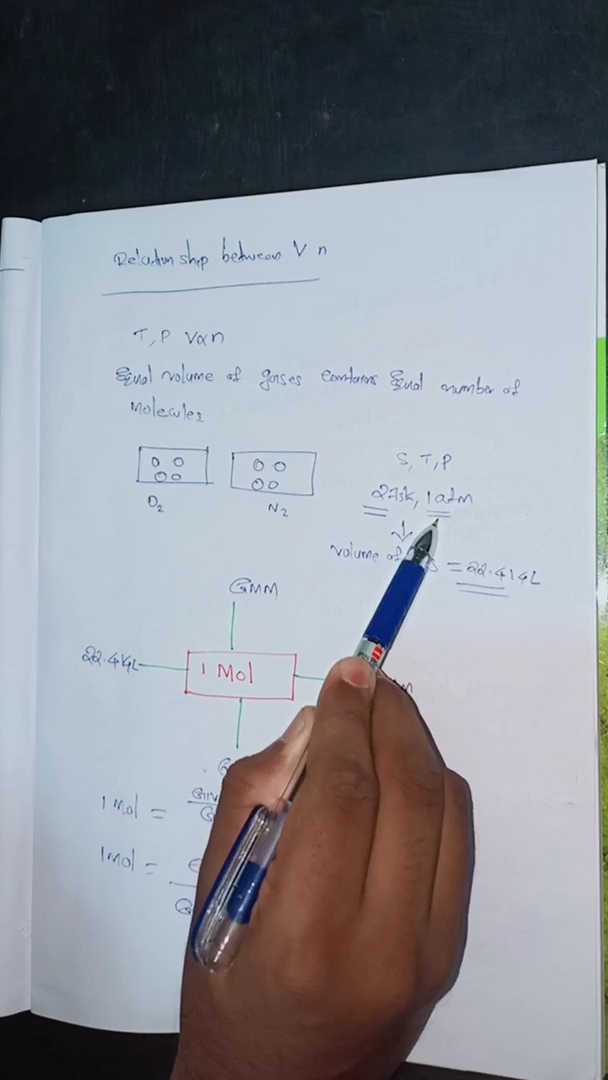 Relationship between V n
T, P V∝n
Equal volume of gases contains Equal number of
Molecules
O2
N2
S, T, P
273K, 1atm
volume of = 22.414L
GMM
22.414L
1 Mol
1 Mol =
1Mol =